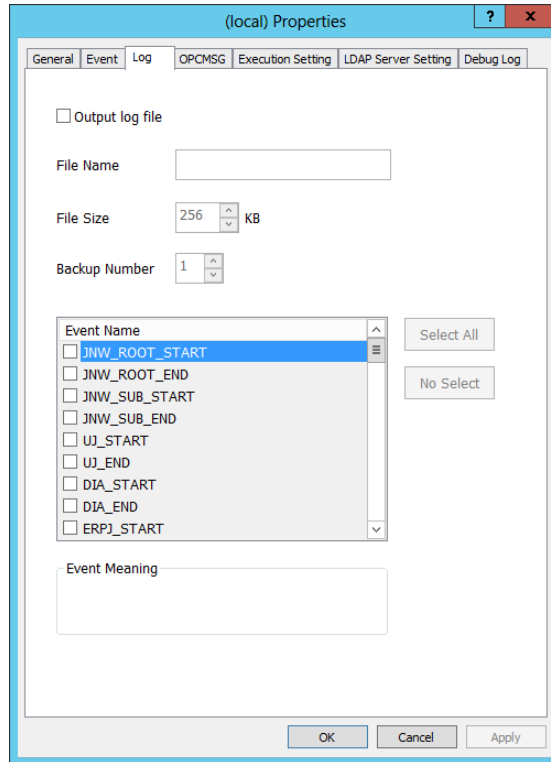 (local) Properties
? x
General Event Log OPCMSG Execution Setting LDAP Server Setting Debug Log
Output log file
File Name
File Size 256 KB
Backup Number 1
Event Name
Select All
JNW_ROOT_START
JNW_ROOT_END
No Select
JNW_SUB_START
JNW_SUB_END
UJ_START
UJ_END
DIA_START
DIA_END
ERPJ_START
Event Meaning
OK Cancel Apply